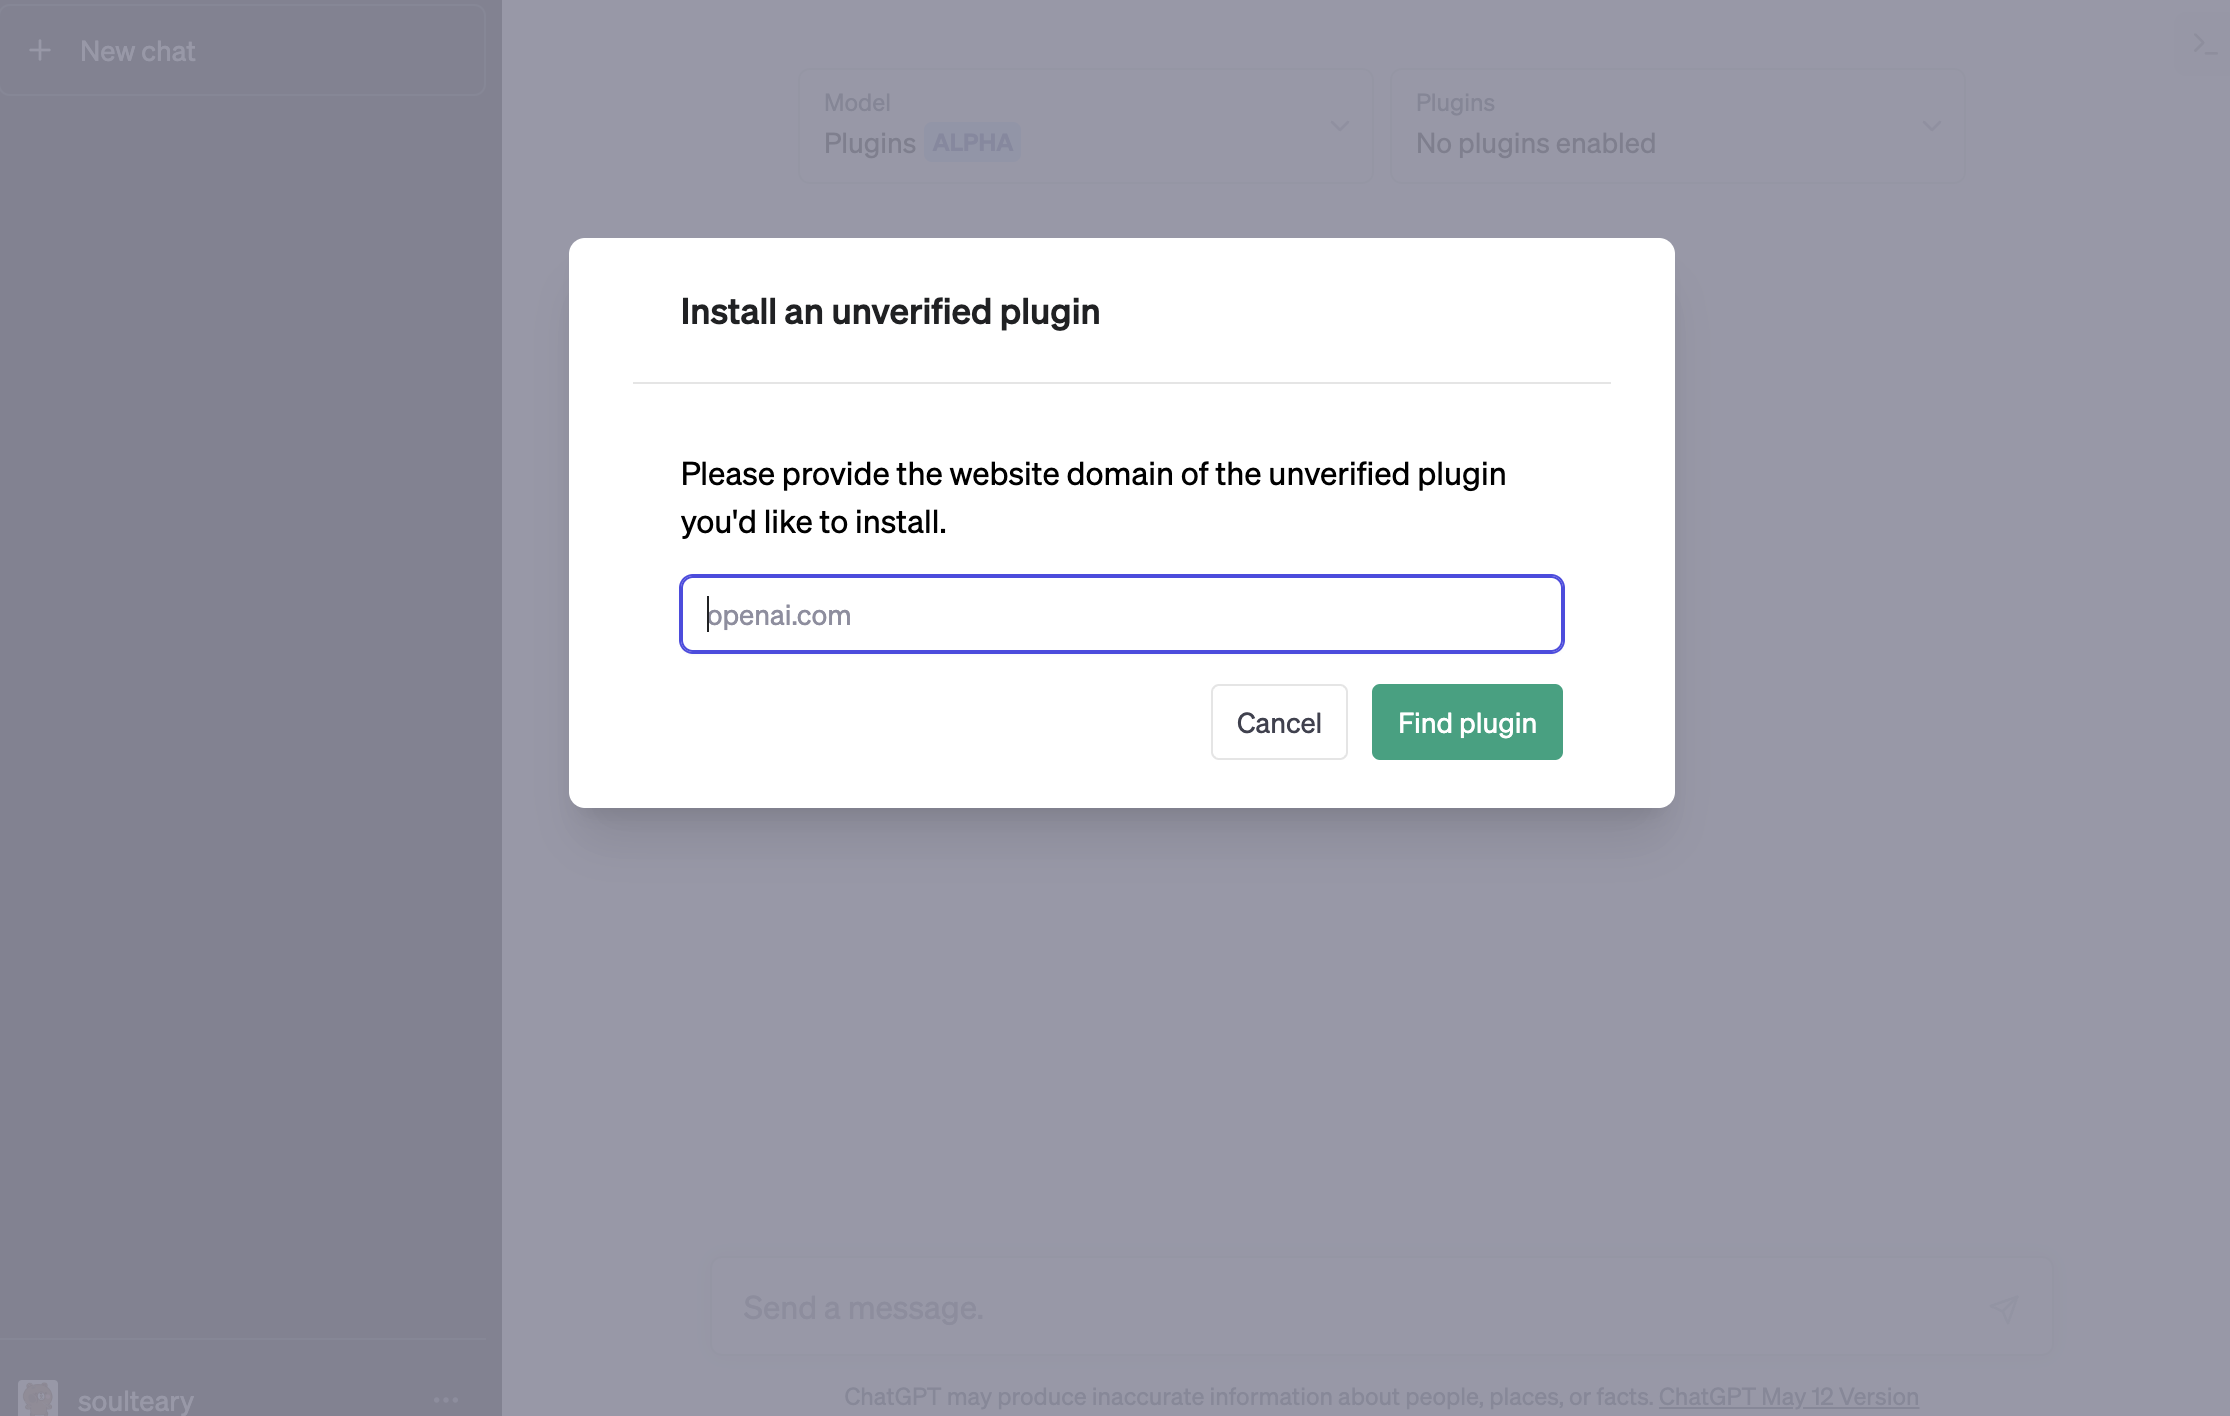 New chat
Model
Plugins ALPHA
Plugins
No plugins enabled
Install an unverified plugin
Please provide the website domain of the unverified plugin
you'd like to install.
openai.com
Cancel
Find plugin
Send a message.
soulteary
ChatGPT may produce inaccurate information about people, places, or facts. ChatGPT May 12 Version